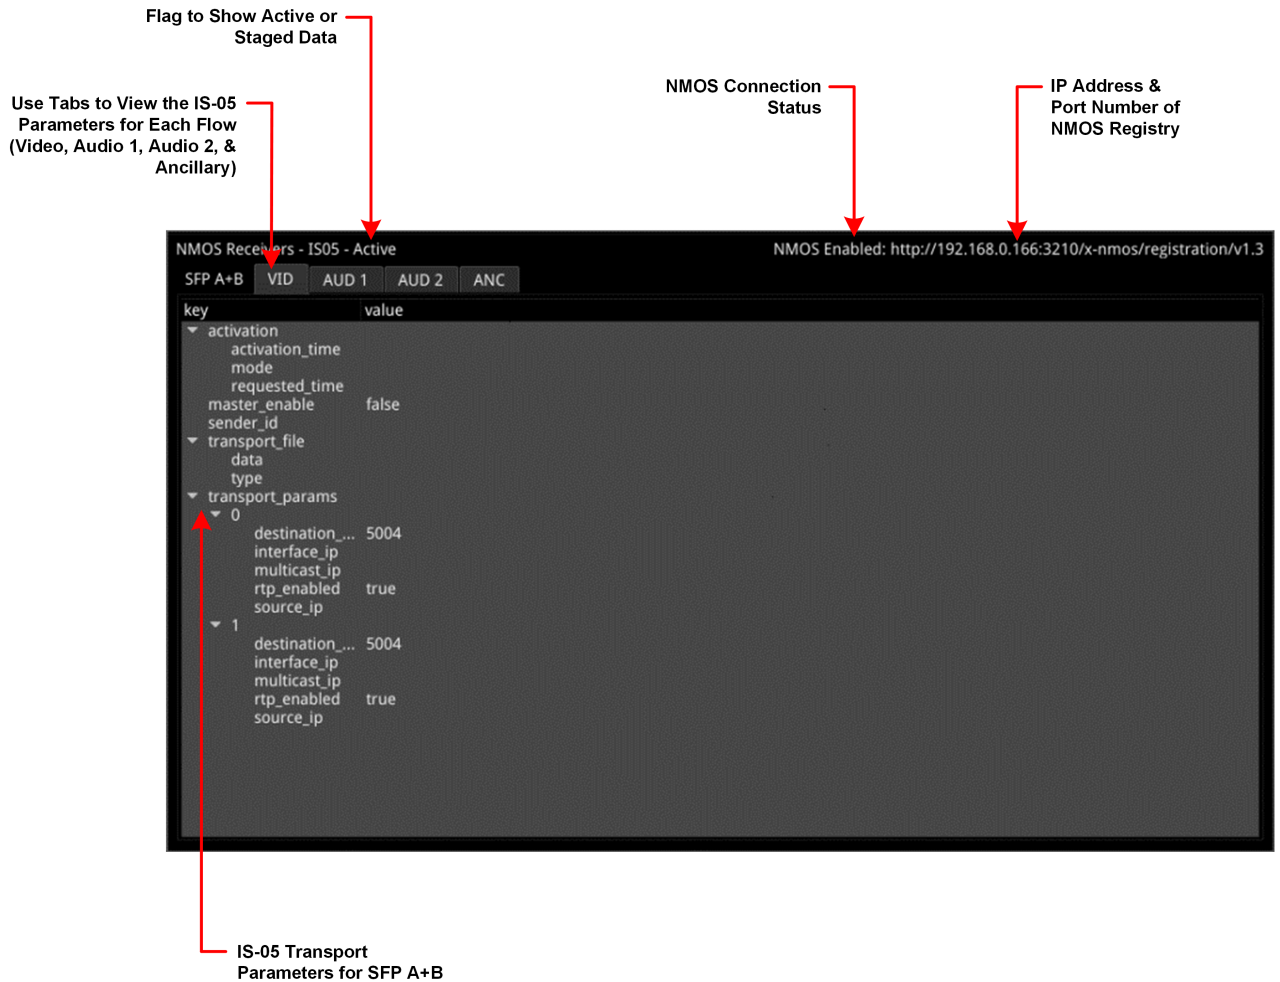 Flag to Show Active or
Staged Data
Use Tabs to View the IS-05
Parameters for Each Flow
(Video, Audio 1, Audio 2, &
Ancillary)
NMOS Connection
Status
IP Address &
Port Number of
NMOS Registry
NMOS Receivers - IS05 - Active
NMOS Enabled: http://192.168.0.166:3210/x-nmos/registration/v1.3
SFP A+B VID AUD 1 AUD 2 ANC
key value
activation
activation_time
mode
requested_time
master_enable false
sender_id
transport_file
data
type
transport_params
0
destination_... 5004
interface_ip
multicast_ip
rtp_enabled true
source_ip
1
destination_... 5004
interface_ip
multicast_ip
rtp_enabled true
source_ip
IS-05 Transport
Parameters for SFP A+B